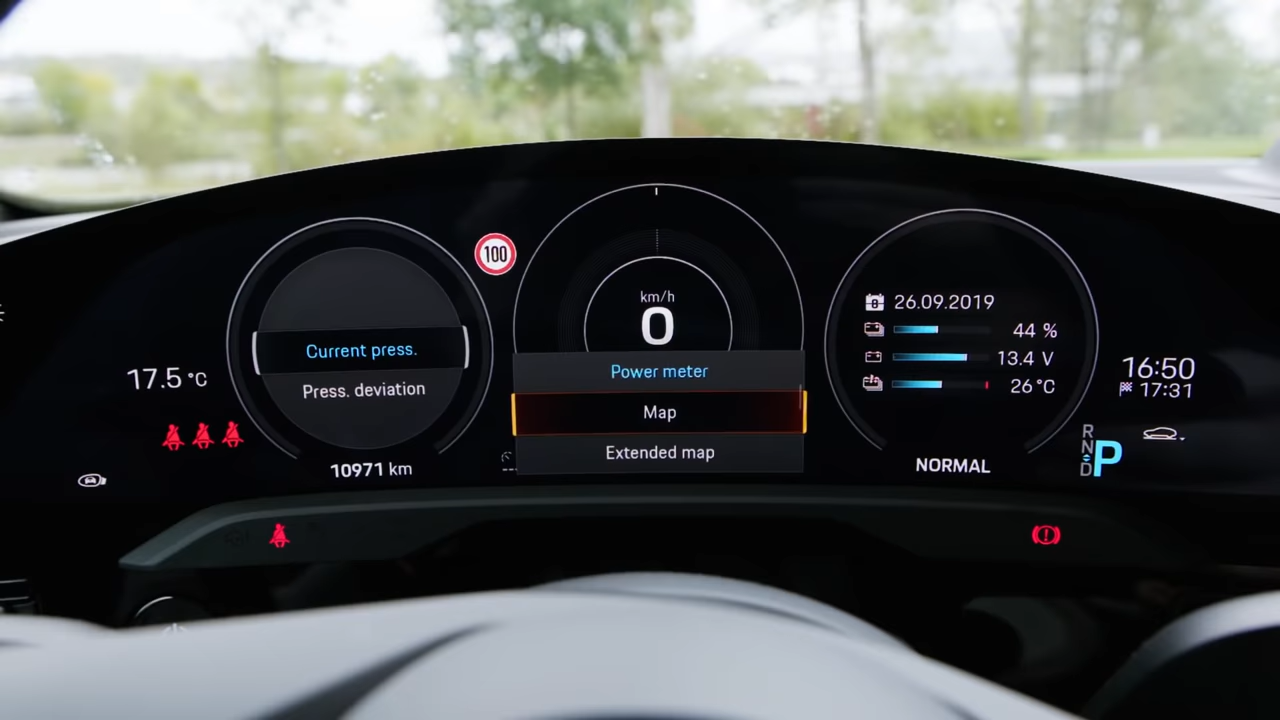 100
km/h
0
Current press.
Press. deviation
Power meter
Map
Extended map
8
26.09.2019
44 %
13.4 V
26 °C
17.5 °C
10971 km
NORMAL
16:50
17:31
R
N
D
P